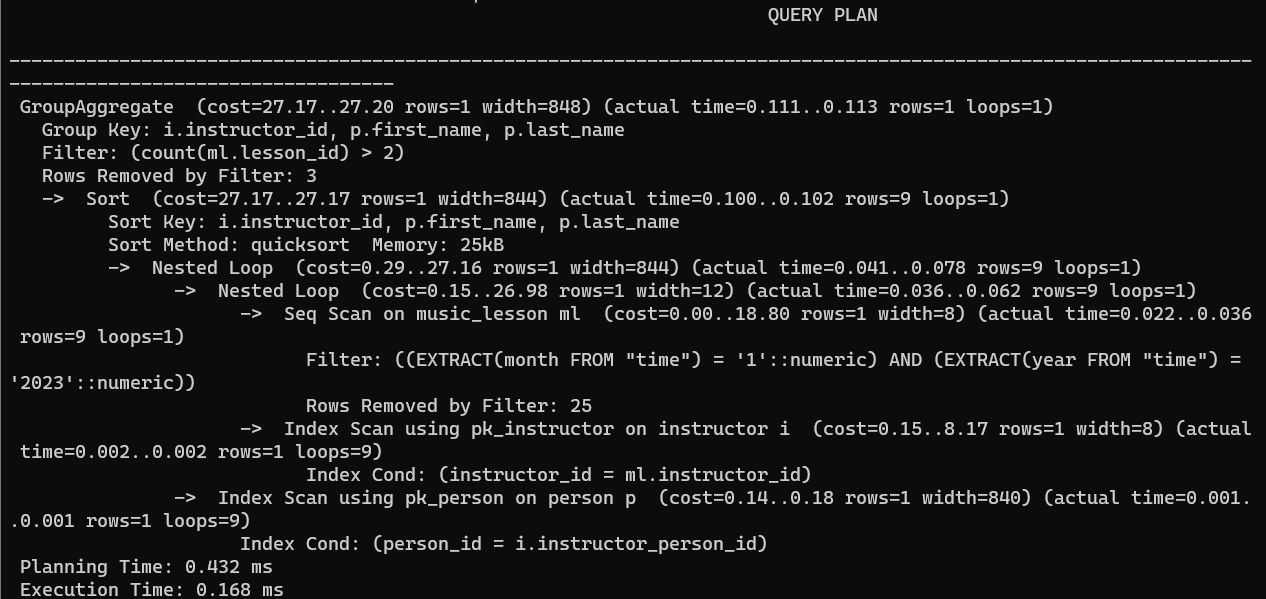 QUERY PLAN
--------------------------------------------------------------------------------------------------------------------
-----------------------------------
GroupAggregate  (cost=27.17..27.20 rows=1 width=848) (actual time=0.111..0.113 rows=1 loops=1)
Group Key: i.instructor_id, p.first_name, p.last_name
Filter: (count(ml.lesson_id) > 2)
Rows Removed by Filter: 3
->  Sort  (cost=27.17..27.17 rows=1 width=844) (actual time=0.100..0.102 rows=9 loops=1)
Sort Key: i.instructor_id, p.first_name, p.last_name
Sort Method: quicksort  Memory: 25kB
->  Nested Loop  (cost=0.29..27.16 rows=1 width=844) (actual time=0.041..0.078 rows=9 loops=1)
->  Nested Loop  (cost=0.15..26.98 rows=1 width=12) (actual time=0.036..0.062 rows=9 loops=1)
->  Seq Scan on music_lesson ml  (cost=0.00..18.80 rows=1 width=8) (actual time=0.022..0.036
rows=9 loops=1)
Filter: ((EXTRACT(month FROM "time") = '1'::numeric) AND (EXTRACT(year FROM "time") =
'2023'::numeric))
Rows Removed by Filter: 25
->  Index Scan using pk_instructor on instructor i  (cost=0.15..8.17 rows=1 width=8) (actual
time=0.002..0.002 rows=1 loops=9)
Index Cond: (instructor_id = ml.instructor_id)
->  Index Scan using pk_person on person p  (cost=0.14..0.18 rows=1 width=840) (actual time=0.001.
.0.001 rows=1 loops=9)
Index Cond: (person_id = i.instructor_person_id)
Planning Time: 0.432 ms
Execution Time: 0.168 ms